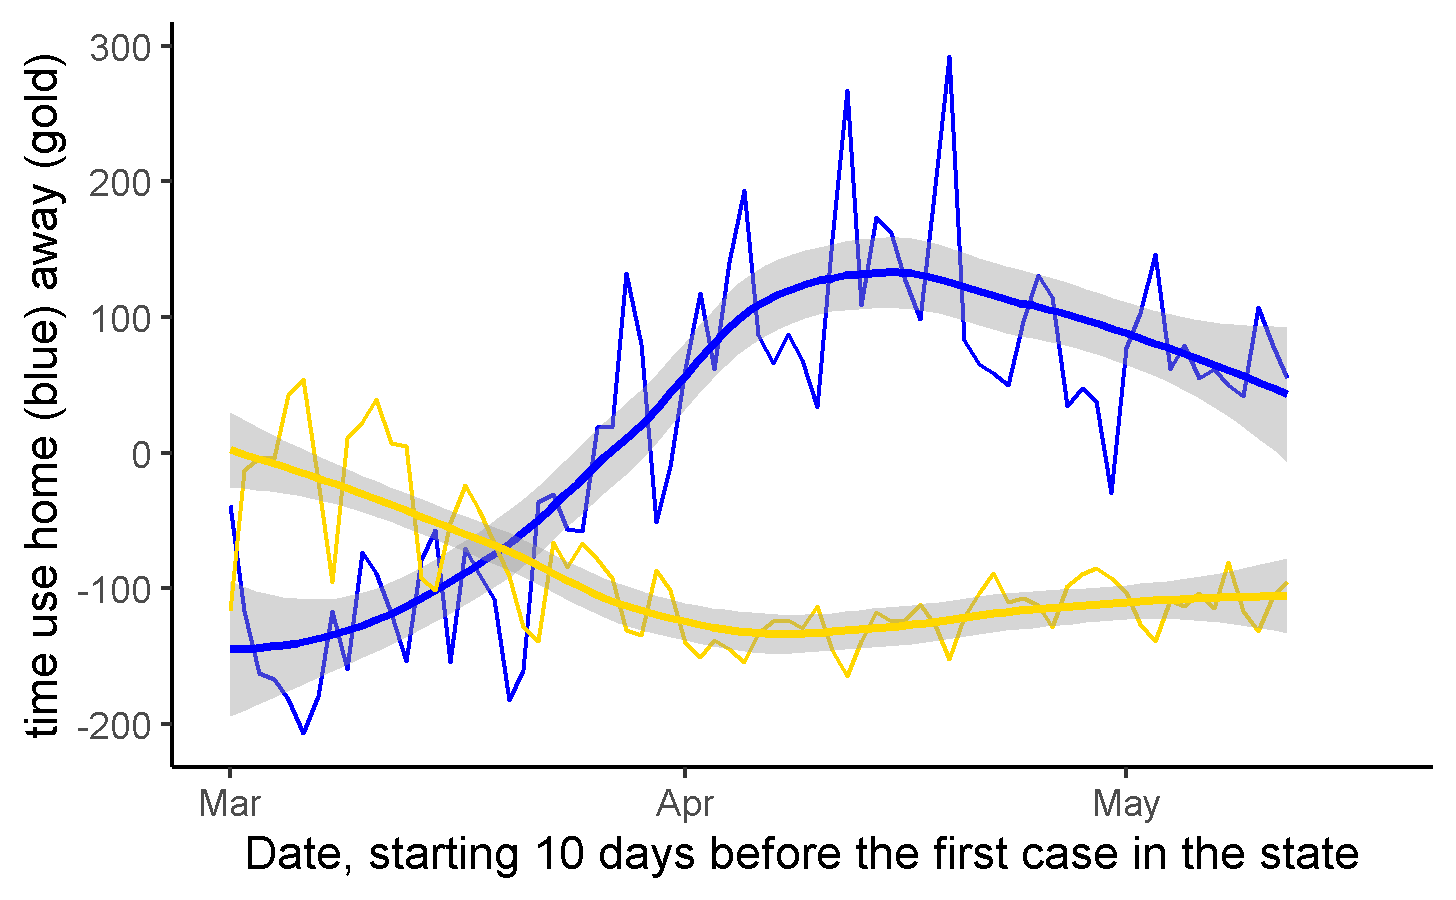 time use home (blue) away (gold)
300
200
100
0
-100
-200
Mar
Apr
May
Date, starting 10 days before the first case in the state